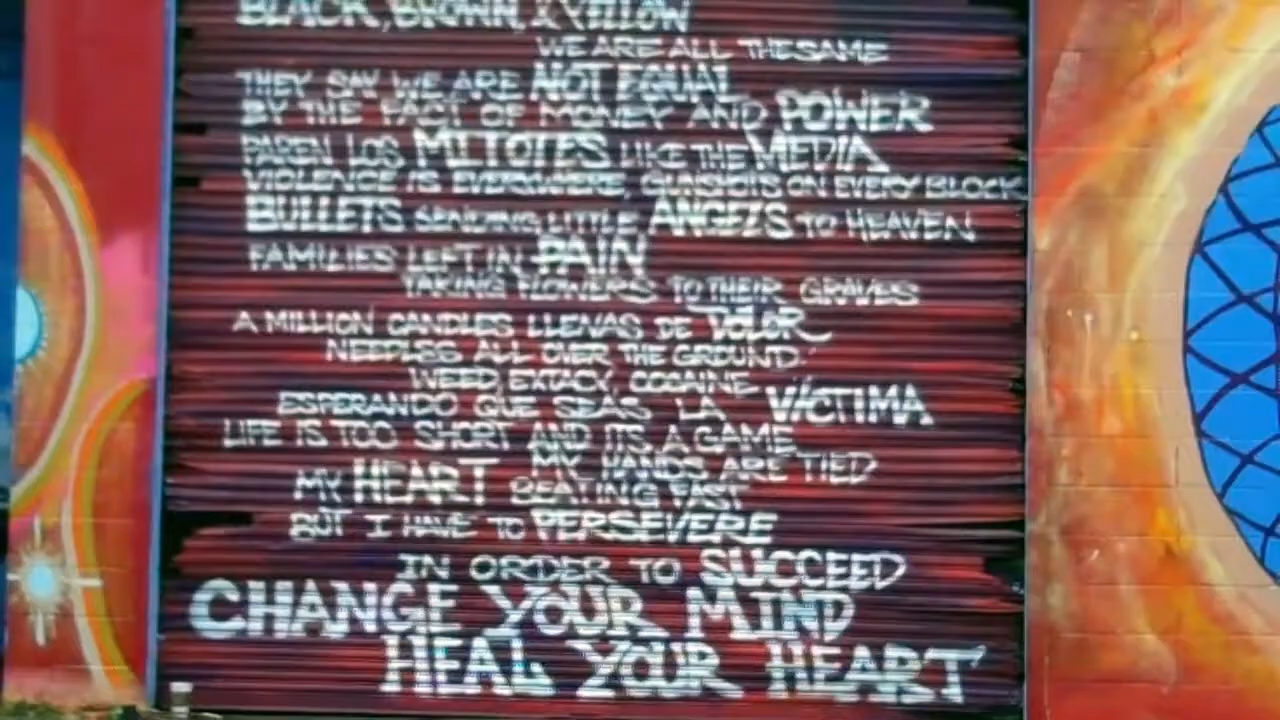 BLACK, BROWN, & YELLOW
WE ARE ALL THE SAME
THEY SAY WE ARE NOT EQUAL
BY THE FACT OF MONEY AND POWER
PAREN LOS MITOTES LIKE THE MEDIA
VIOLENCE IS EVERYWHERE, GUNSHOTS ON EVERY BLOCK
BULLETS SENDING LITTLE ANGELS TO HEAVEN
FAMILIES LEFT IN PAIN
TAKING FLOWERS TO THEIR GRAVES
A MILLION CANDLES LLENAS DE DOLOR
NEEDLES ALL OVER THE GROUND.
WEED, EXTACY, COCAINE
ESPERANDO QUE SEAS LA VICTIMA
LIFE IS TOO SHORT AND ITS A GAME
MY HANDS ARE TIED
MY HEART BEATING FAST
BUT I HAVE TO PERSEVERE
IN ORDER TO SUCCEED
CHANGE YOUR MIND
HEAL YOUR HEART